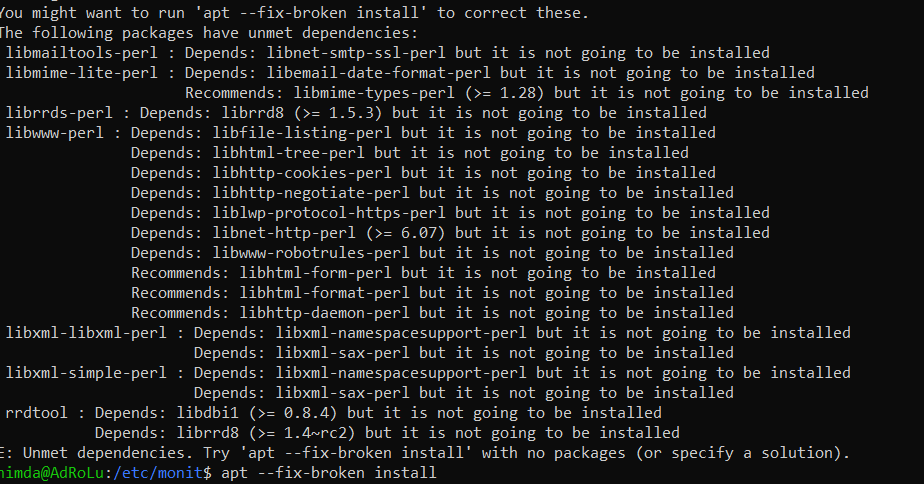 You might want to run 'apt --fix-broken install' to correct these.
The following packages have unmet dependencies:
libmailtools-perl : Depends: libnet-smtp-ssl-perl but it is not going to be installed
libmime-lite-perl : Depends: libemail-date-format-perl but it is not going to be installed
Recommends: libmime-types-perl (>= 1.28) but it is not going to be installed
librrds-perl : Depends: librrd8 (>= 1.5.3) but it is not going to be installed
libwww-perl : Depends: libfile-listing-perl but it is not going to be installed
Depends: libhtml-tree-perl but it is not going to be installed
Depends: libhttp-cookies-perl but it is not going to be installed
Depends: libhttp-negotiate-perl but it is not going to be installed
Depends: liblwp-protocol-https-perl but it is not going to be installed
Depends: libnet-http-perl (>= 6.07) but it is not going to be installed
Depends: libwww-robotrules-perl but it is not going to be installed
Recommends: libhtml-form-perl but it is not going to be installed
Recommends: libhtml-format-perl but it is not going to be installed
Recommends: libhttp-daemon-perl but it is not going to be installed
libxml-libxml-perl : Depends: libxml-namespacesupport-perl but it is not going to be installed
Depends: libxml-sax-perl but it is not going to be installed
libxml-simple-perl : Depends: libxml-namespacesupport-perl but it is not going to be installed
Depends: libxml-sax-perl but it is not going to be installed
rrdtool : Depends: libdbi1 (>= 0.8.4) but it is not going to be installed
Depends: librrd8 (>= 1.4~rc2) but it is not going to be installed
E: Unmet dependencies. Try 'apt --fix-broken install' with no packages (or specify a solution).
nimda@AdRoLu:/etc/monit$ apt --fix-broken install